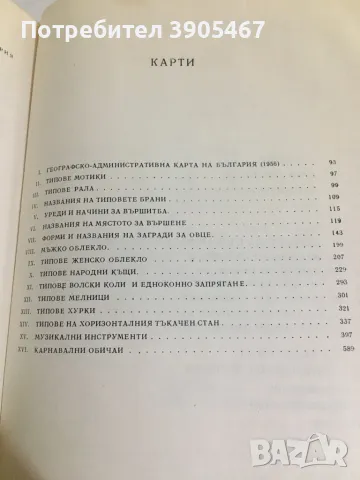 Потребител 3905467
КАРТИ
I. ГЕОГРАФСКО-АДМИНИСТРАТИВНА КАРТА НА БЪЛГАРИЯ (1956) 95
II. ТИПОВЕ МОТИКИ 97
III. ТИПОВЕ РАЛА 99
IV. НАЗВАНИЯ НА ТИПОВЕТЕ БРАНИ 109
V. УРЕДИ И НАЧИНИ ЗА ВЪРШИТБА 115
VI. НАЗВАНИЯ НА МЯСТОТО ЗА ВЪРШЕНЕ 119
VII. ФОРМИ И НАЗВАНИЯ НА ЗАГРАДИ ЗА ОВЦЕ 143
VIII. МЪЖКО ОБЛЕКЛО 189
IX. ТИПОВЕ ЖЕНСКО ОБЛЕКЛО 207
X. ТИПОВЕ НАРОДНИ КЪЩИ 229
XI. ТИПОВЕ ВОЛСКИ КОЛИ И ЕДНОКОННО ЗАПРЯГАНЕ 293
XII. ТИПОВЕ МЕЛНИЦИ 301
XIII. ТИПОВЕ ХУРКИ 321
XIV. ТИПОВЕ НА ХОРИЗОНТАЛНИЯ ТЪКАЧЕН СТАН 337
XV. МУЗИКАЛНИ ИНСТРУМЕНТИ 397
XVI. КАРНАВАЛНИ ОБИЧАИ 589
BAZAR